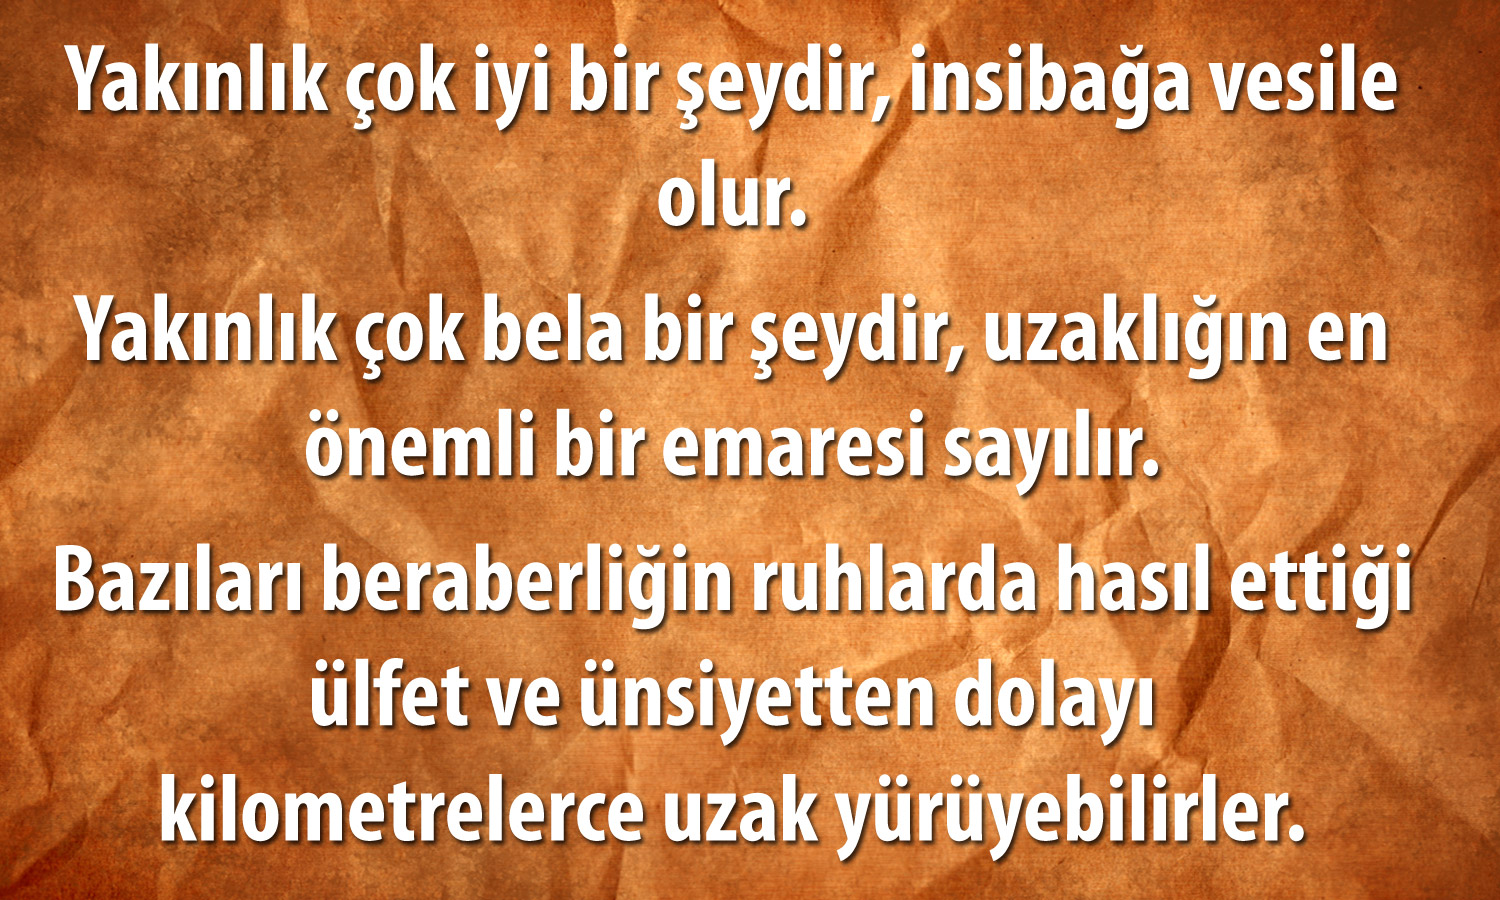 Yakınlık çok iyi bir şeydir, insibağa vesile
olur.
Yakınlık çok bela bir şeydir, uzaklığın en
önemli bir emaresi sayılır.
Bazıları beraberliğin ruhlarda hasıl ettiği
ülfet ve ünsiyetten dolayı
kilometrelerce uzak yürüyebilirler.